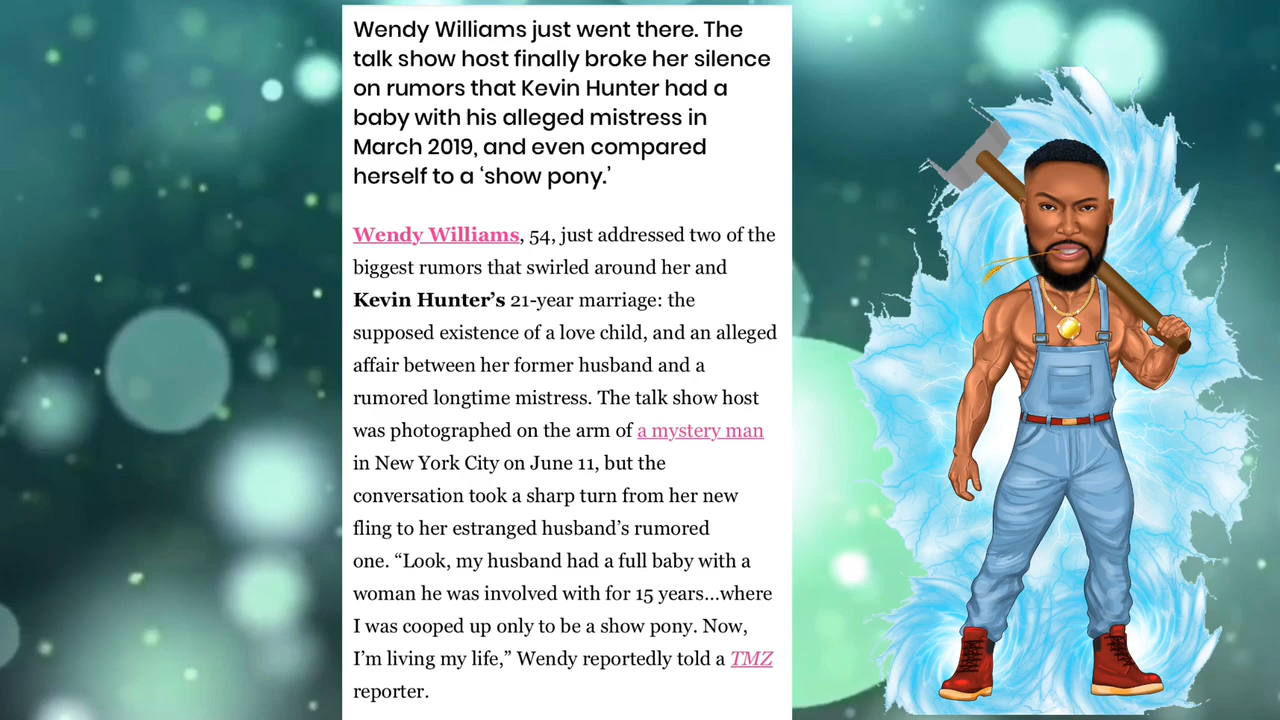 Wendy Williams just went there. The
talk show host finally broke her silence
on rumors that Kevin Hunter had a
baby with his alleged mistress in
March 2019, and even compared
herself to a ‘show pony.’
Wendy Williams, 54, just addressed two of the
biggest rumors that swirled around her and
Kevin Hunter’s 21-year marriage: the
supposed existence of a love child, and an alleged
affair between her former husband and a
rumored longtime mistress. The talk show host
was photographed on the arm of a mystery man
in New York City on June 11, but the
conversation took a sharp turn from her new
fling to her estranged husband’s rumored
one. “Look, my husband had a full baby with a
woman he was involved with for 15 years…where
I was cooped up only to be a show pony. Now,
I’m living my life,” Wendy reportedly told a TMZ
reporter.